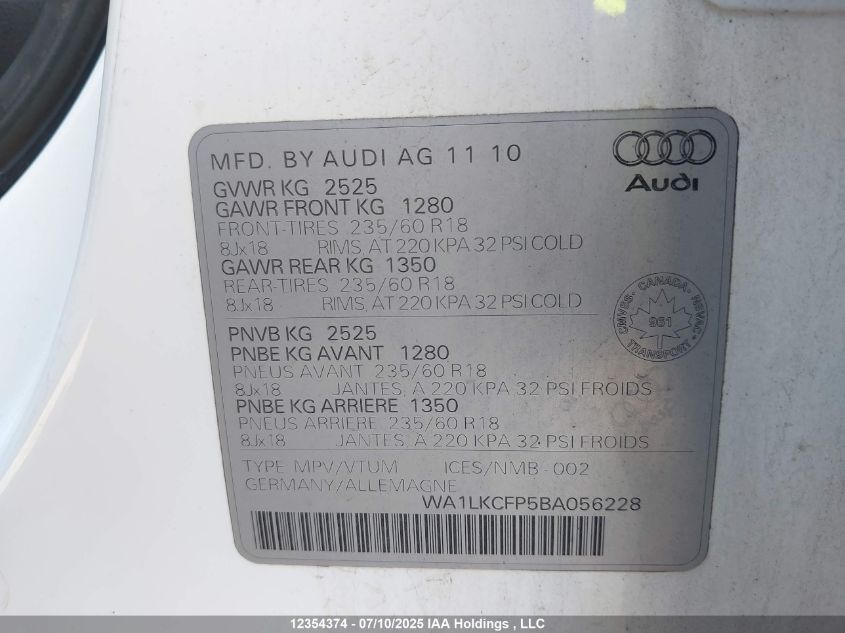 MFD. BY AUDI AG 11 10
Audi
GVWR KG 2525
GAWR FRONT KG 1280
FRONT-TIRES 235/60 R18
8Jx18 RIMS, AT 220 KPA 32 PSI COLD
GAWR REAR KG 1350
REAR-TIRES 235/60 R18
8Jx18 RIMS, AT 220 KPA 32 PSI COLD
CANADA
CMVSS NSVAC
961
TRANSPORT
PNVB KG 2525
PNBE KG AVANT 1280
PNEUS AVANT 235/60 R18
8Jx18 JANTES, A 220 KPA 32 PSI FROIDS
PNBE KG ARRIERE 1350
PNEUS ARRIERE 235/60 R18
8Jx18 JANTES, A 220 KPA 32 PSI FROIDS
TYPE MPV/VTUM ICES/NMB-002
GERMANY/ALLEMAGNE
WA1LKCFP5BA056228
12354374 - 07/10/2025 IAA Holdings, LLC